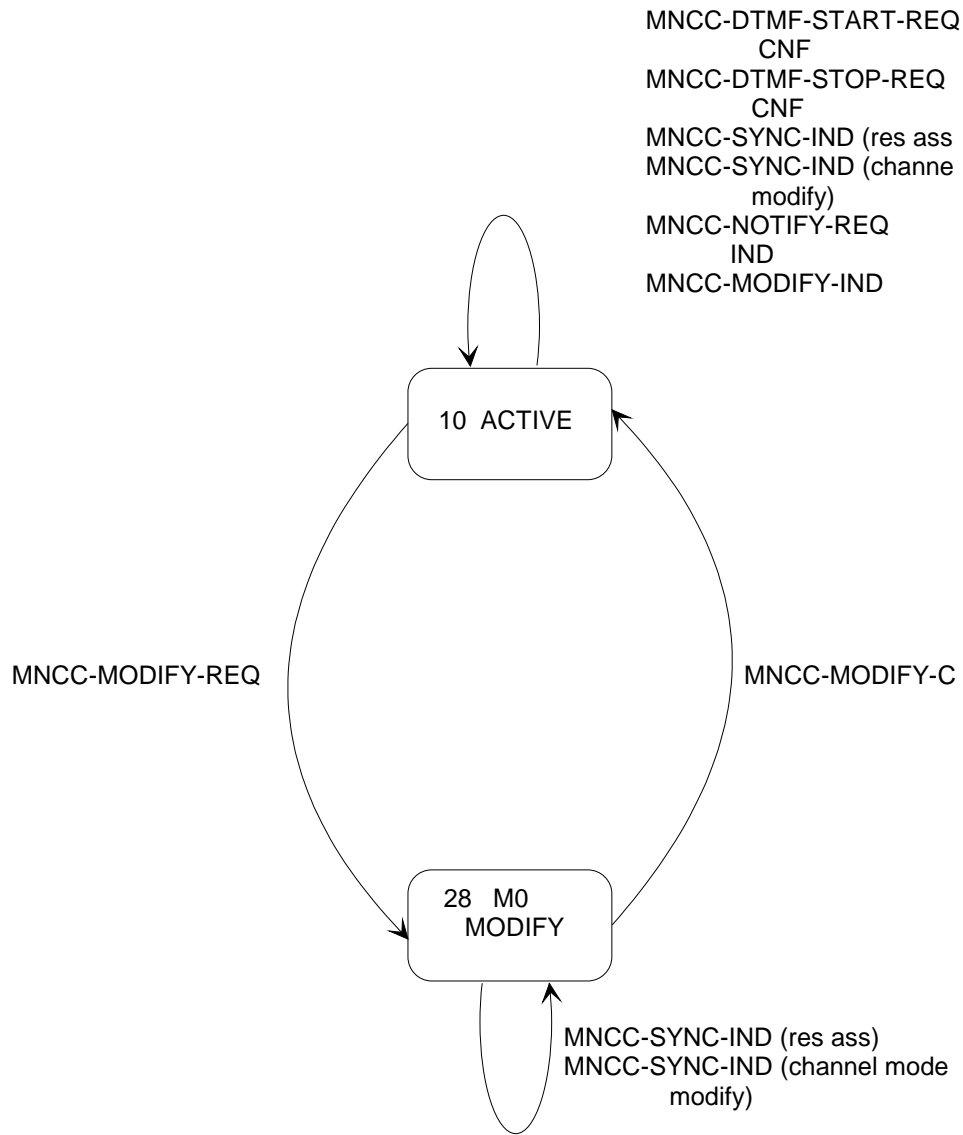 MNCC-DTMF-START-REQ
CNF
MNCC-DTMF-STOP-REQ
CNF
MNCC-SYNC-IND (res ass
MNCC-SYNC-IND (channe
modify)
MNCC-NOTIFY-REQ
IND
MNCC-MODIFY-IND
10 ACTIVE
MNCC-MODIFY-REQ
MNCC-MODIFY-C
28 M0
MODIFY
MNCC-SYNC-IND (res ass)
MNCC-SYNC-IND (channel mode
modify)